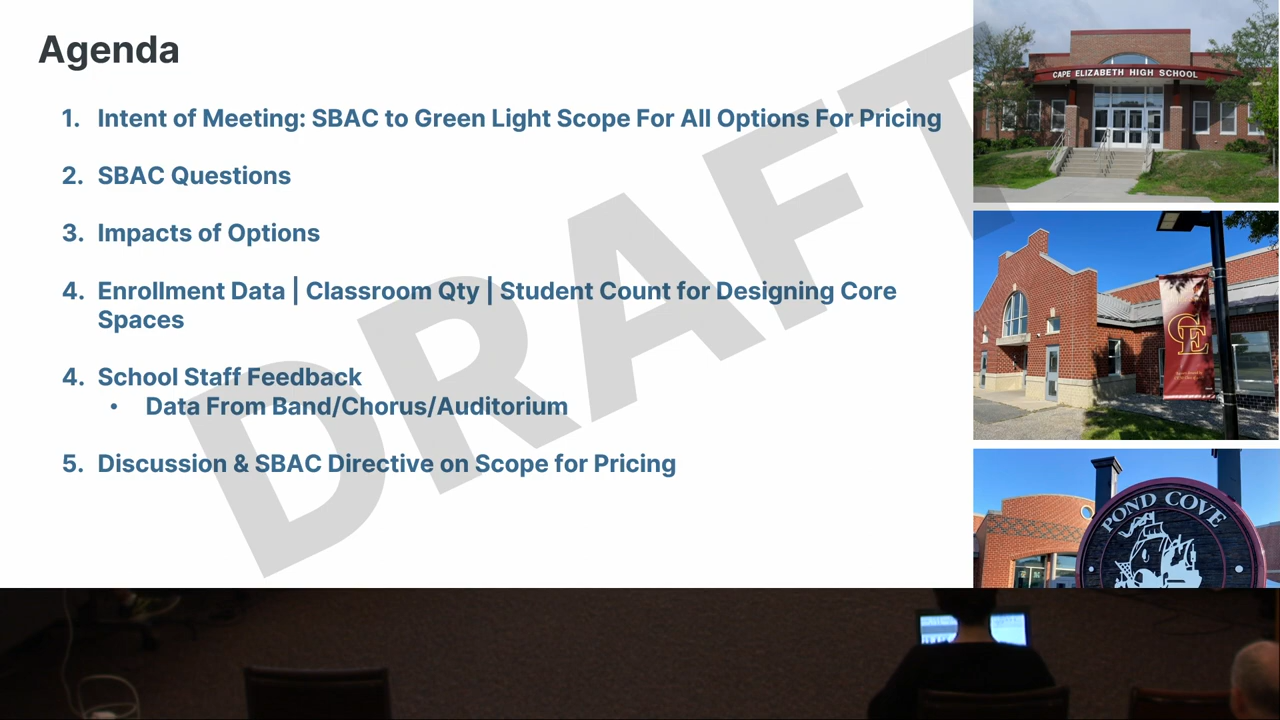 Agenda
1. Intent of Meeting: SBAC to Green Light Scope For All Options For Pricing
2. SBAC Questions
3. Impacts of Options
4. Enrollment Data | Classroom Qty | Student Count for Designing Core
Spaces
4. School Staff Feedback
• Data From Band/Chorus/Auditorium
5. Discussion & SBAC Directive on Scope for Pricing
DRAFT
CAPE ELIZABETH HIGH SCHOOL
CE
POND COVE